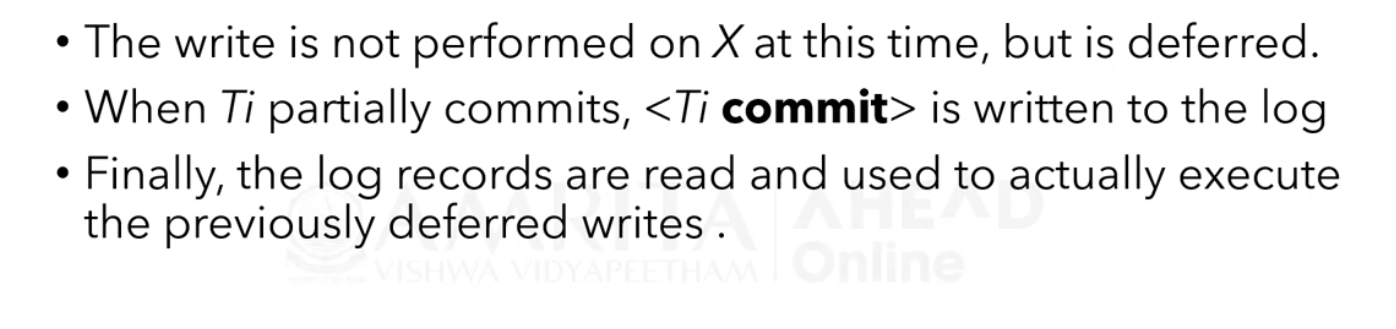 • The write is not performed on X at this time, but is deferred.
• When Ti partially commits, <Ti commit> is written to the log
• Finally, the log records are read and used to actually execute
the previously deferred writes .
AMRITA AHEAD
VISHWA VIDYAPEETHAM Online